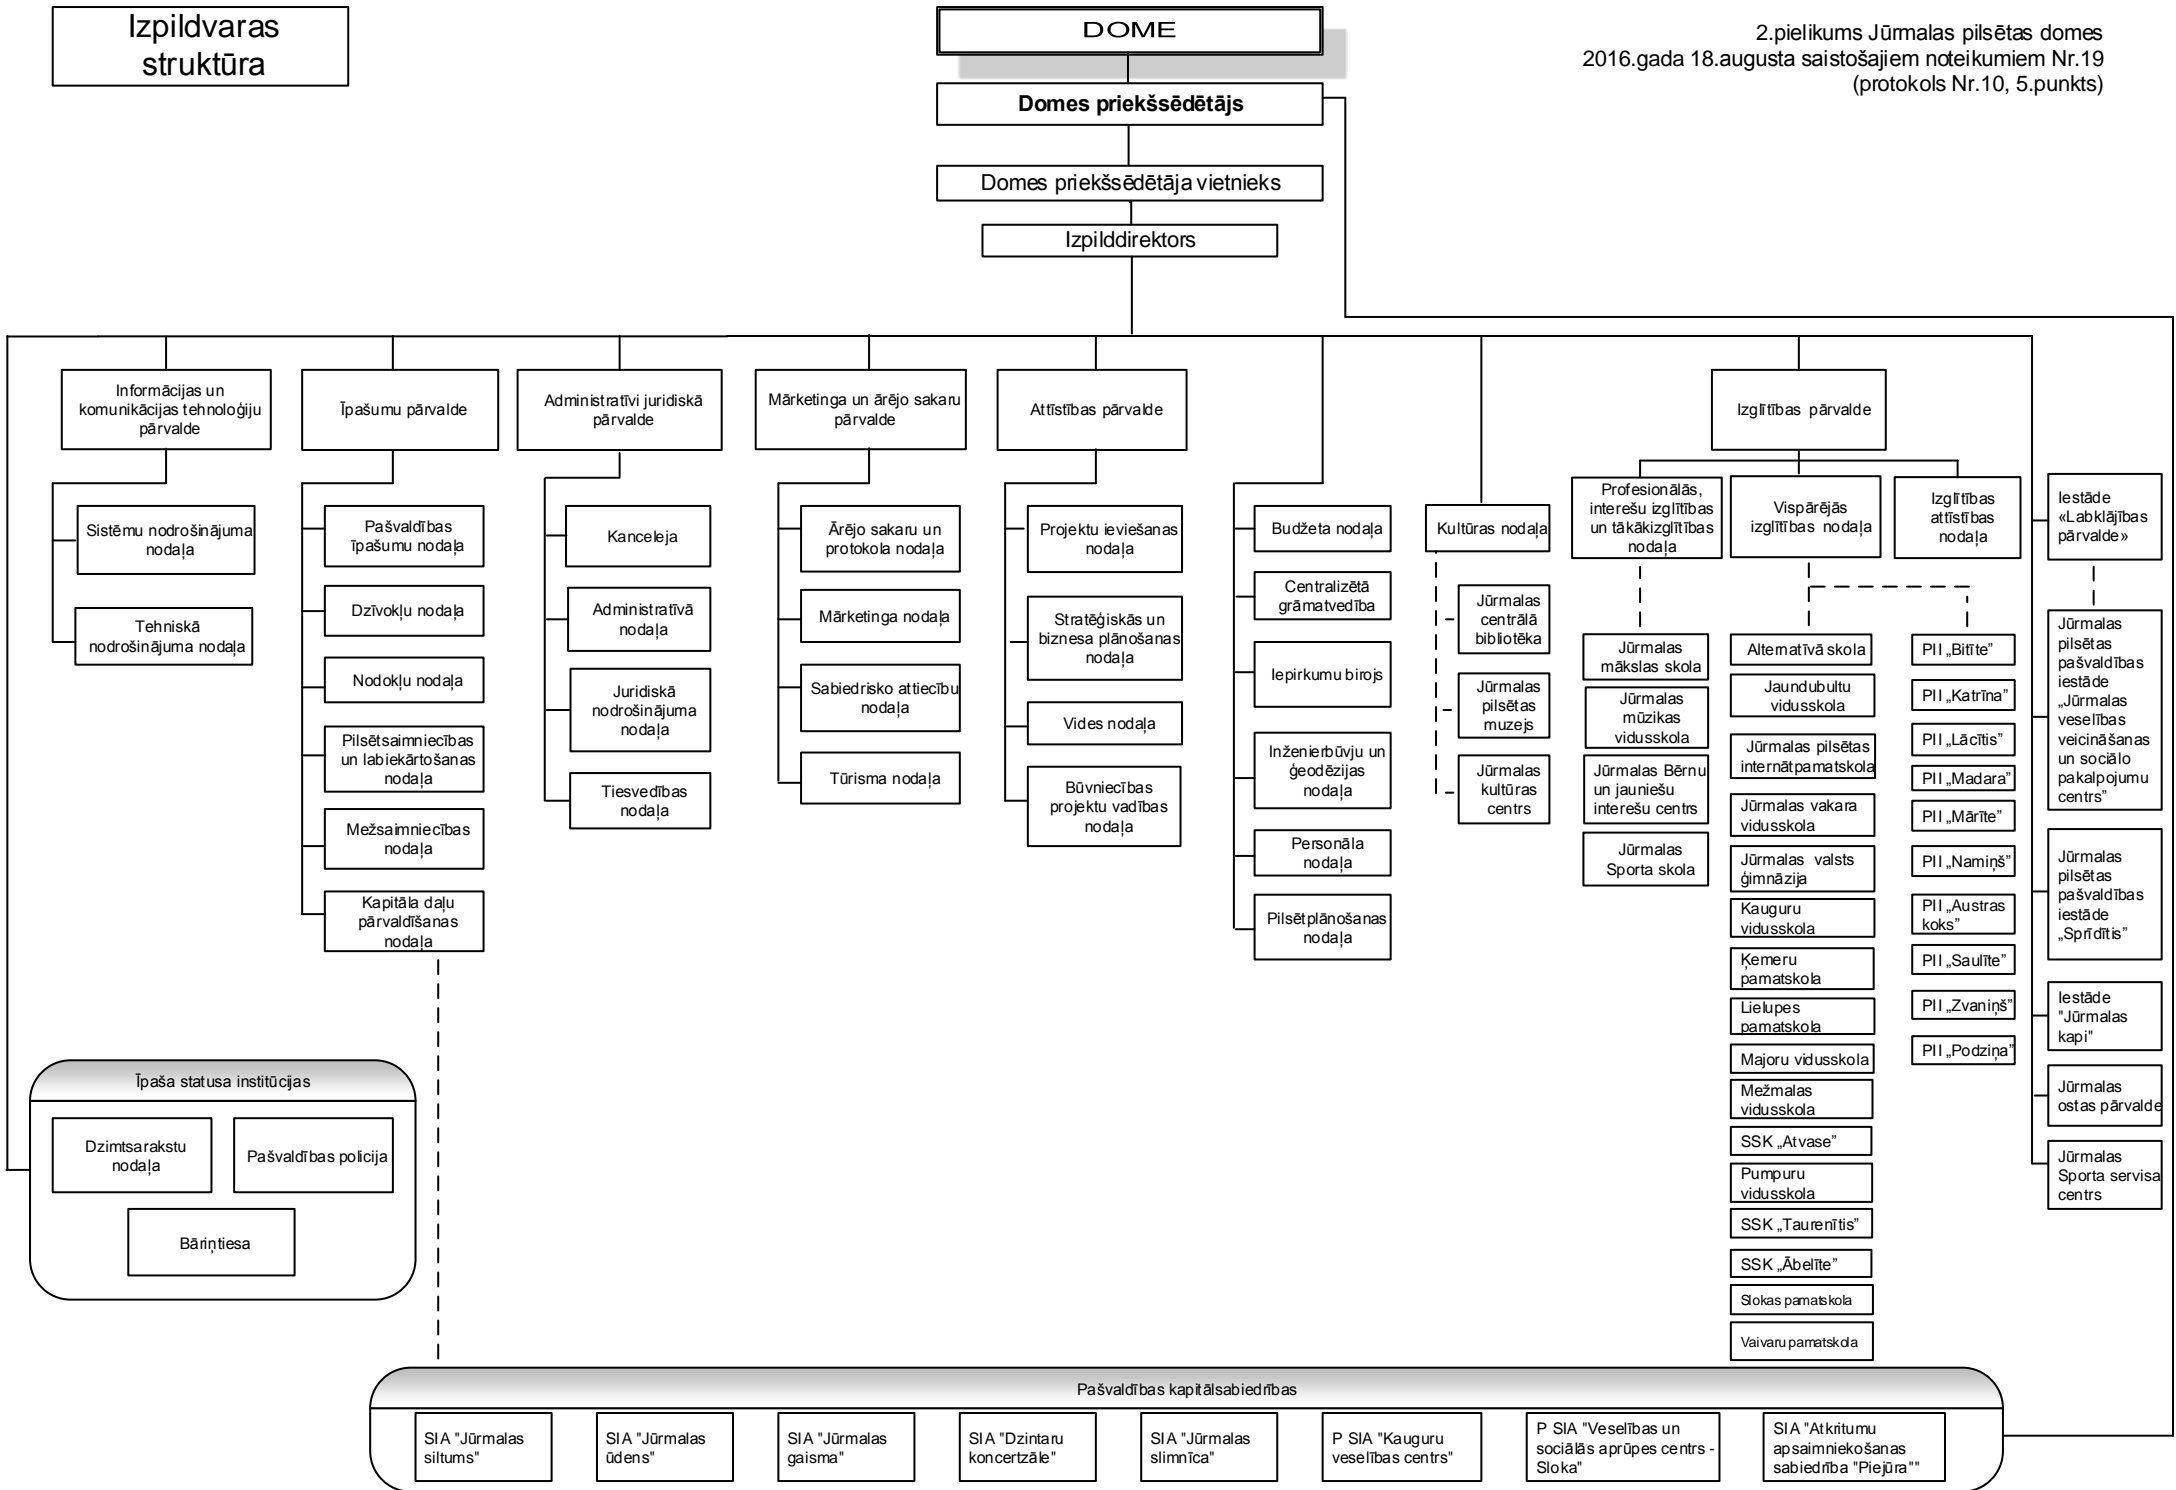 Izpildvaras
struktūra
DOME
2.pielikums Jūrmalas pilsētas domes
2016.gada 18.augusta saistošajiem noteikumiem Nr.19
(protokols Nr.10, 5.punkts)
Domes priekšsēdētājs
Domes priekšsēdētāja vietnieks
Izpilddirektors
Informācijas un
komunikācijas tehnoloģiju
pārvalde
Sistēmu nodrošinājuma
nodaļa
Tehniskā
nodrošinājuma nodaļa
Īpašumu pārvalde
Pašvaldības
īpašumu nodaļa
Dzīvokļu nodaļa
Nodokļu nodaļa
Pilsētsaimniecības
un labiekārtošanas
nodaļa
Mežsaimniecības
nodaļa
Kapitāla daļu
pārvaldīšanas
nodaļa
Administratīvi juridiskā
pārvalde
Kanceleja
Administratīvā
nodaļa
Juridiskā
nodrošinājuma
nodaļa
Tiesvedības
nodaļa
Mārketinga un ārējo sakaru
pārvalde
Ārējo sakaru un
protokola nodaļa
Mārketinga nodaļa
Sabiedrisko attiecību
nodaļa
Tūrisma nodaļa
Attīstības pārvalde
Projektu ieviešanas
nodaļa
Stratēģiskās un
biznesa plānošanas
nodaļa
Vides nodaļa
Būvniecības
projektu vadības
nodaļa
Budžeta nodaļa
Centralizētā
grāmatvedība
Iepirkumu birojs
Inženierbūvju un
ģeodēzijas
nodaļa
Personāla
nodaļa
Pilsētplānošanas
nodaļa
Kultūras nodaļa
Jūrmalas
centrālā
bibliotēka
Jūrmalas
pilsētas
muzejs
Jūrmalas
kultūras
centrs
Izglītības pārvalde
Profesionālās,
interešu izglītības
un tākākizglītības
nodaļa
Jūrmalas
mākslas skola
Jūrmalas
mūzikas
vidusskola
Jūrmalas Bērnu
un jauniešu
interešu centrs
Jūrmalas
Sporta skola
Vispārējās
izglītības nodaļa
Alternatīvā skola
Jaundubultu
vidusskola
Jūrmalas pilsētas
internātpamatskola
Jūrmalas vakara
vidusskola
Jūrmalas valsts
ģimnāzija
Kauguru
vidusskola
Ķemeru
pamatskola
Lielupes
pamatskola
Majoru vidusskola
Mežmalas
vidusskola
SSK „Atvase”
Pumpuru
vidusskola
SSK „Taurenītis”
SSK „Ābelīte”
Slokas pamatskola
Vaivaru pamatskola
PII „Bitīte”
PII „Katrīna”
PII „Lācītis”
PII „Madara”
PII „Mārīte”
PII „Namiņš”
PII „Austras
koks”
PII „Saulīte”
PII „Zvaniņš”
PII „Podziņa”
Izglītības
attīstības
nodaļa
Iestāde
«Labklājības
pārvalde»
Jūrmalas
pilsētas
pašvaldības
iestāde
„Jūrmalas
veselības
veicināšanas
un sociālo
pakalpojumu
centrs”
Jūrmalas
pilsētas
pašvaldības
iestāde
„Sprīdītis”
Iestāde
"Jūrmalas
kapi"
Jūrmalas
ostas pārvalde
Jūrmalas
Sporta servisa
centrs
Īpaša statusa institūcijas
Dzimtsarakstu
nodaļa
Pašvaldības policija
Bāriņtiesa
Pašvaldības kapitālsabiedrības
SIA "Jūrmalas
siltums"
SIA "Jūrmalas
ūdens"
SIA "Jūrmalas
gaisma"
SIA "Dzintaru
koncertzāle"
SIA "Jūrmalas
slimnīca"
P SIA "Kauguru
veselības centrs"
P SIA "Veselības un
sociālās aprūpes centrs -
Sloka"
SIA "Atkritumu
apsaimniekošanas
sabiedrība "Piejūra""